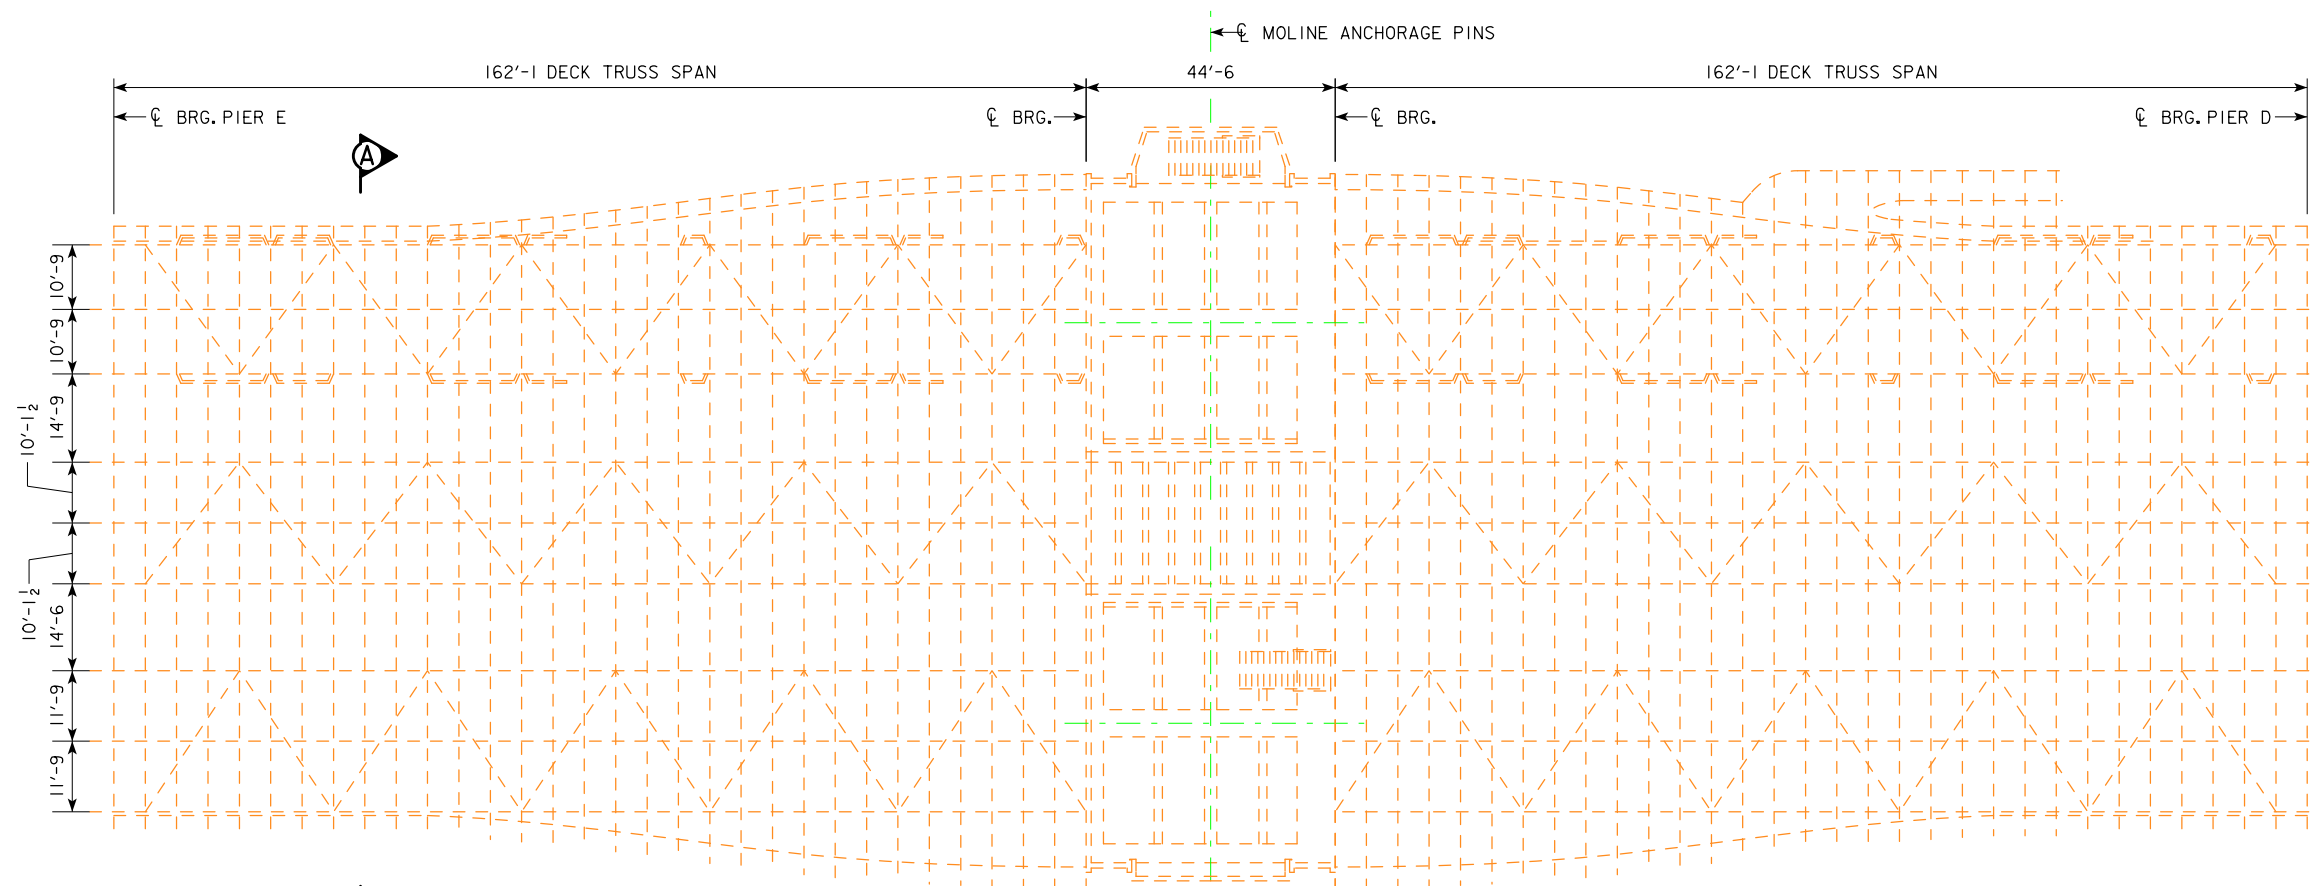 ℄ MOLINE ANCHORAGE PINS
162'-1 DECK TRUSS SPAN
44'-6
162'-1 DECK TRUSS SPAN
℄ BRG. PIER E
℄ BRG.
℄ BRG.
℄ BRG. PIER D
A
10'-9
10'-9
14'-9
10'-1½
10'-1½
14'-6
11'-9
11'-9